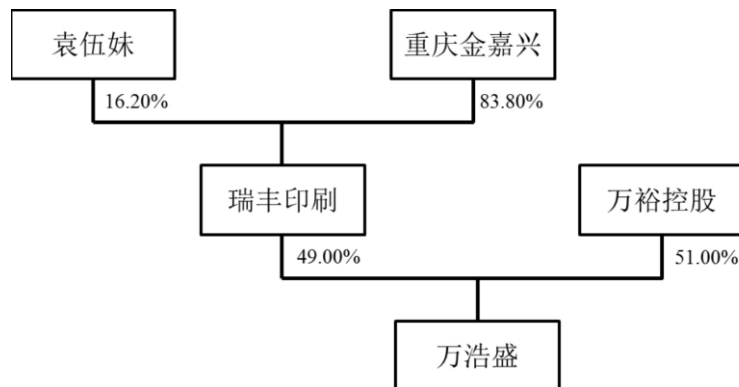 袁伍妹
重庆金嘉兴
16.20%
83.80%
瑞丰印刷
万裕控股
49.00%
51.00%
万浩盛